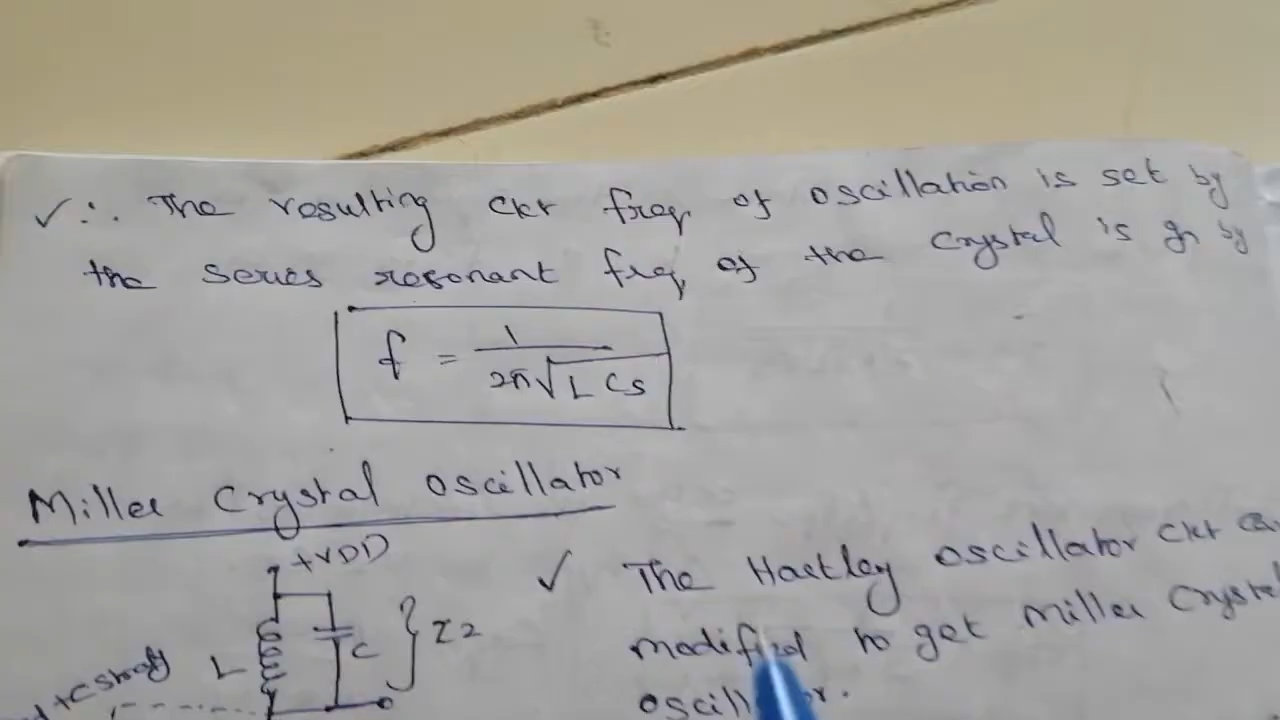 ✓ ∴ The resulting ckt freq of oscillation is set by
the series resonant freq, of the crystal is gn by
f = 1 / 2π√LCs
Miller Crystal oscillator
+VDD
L
C
Z2
✓ The Hartley oscillator ckt
modified to get Miller Crystal
oscillator.